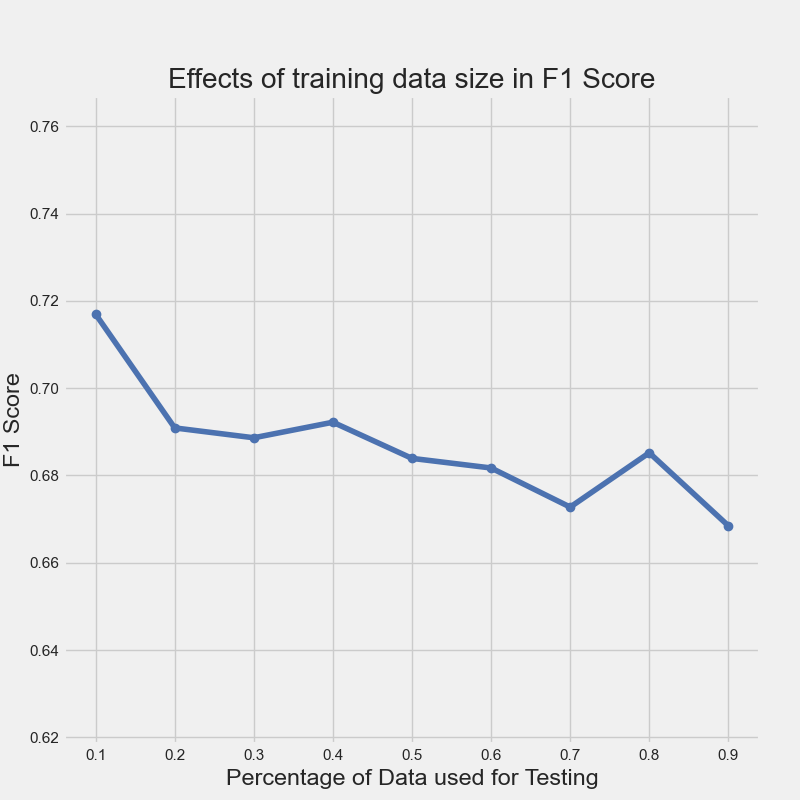 Effects of training data size in F1 Score
0.76
0.74
0.72
0.70
0.68
0.66
0.64
0.62
F1 Score
0.1 0.2 0.3 0.4 0.5 0.6 0.7 0.8 0.9
Percentage of Data used for Testing